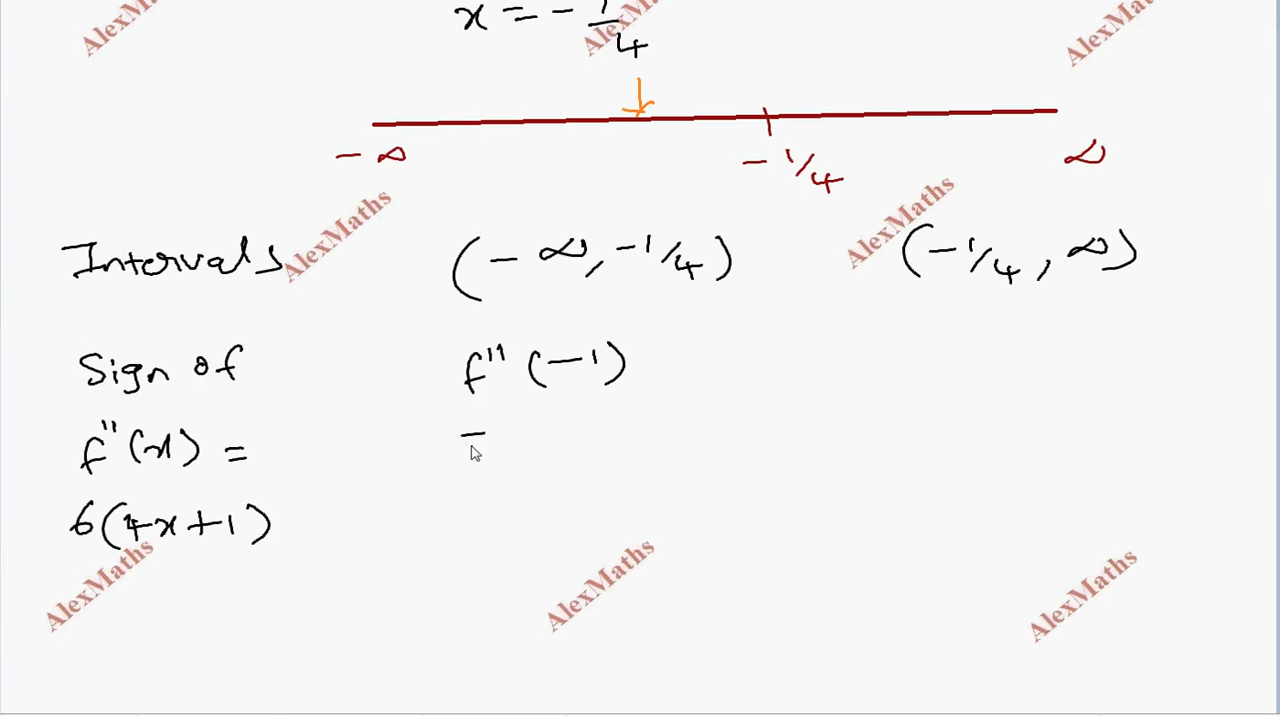 x = - 1/4
- ∞ - 1/4 ∞
Intervals (- ∞, -1/4) (-1/4, ∞)
Sign of f"(-1)
f"(x) =
6(4x+1)
AlexMaths
AlexMaths
AlexMaths
AlexMaths
AlexMaths
AlexMaths
AlexMaths
AlexMaths